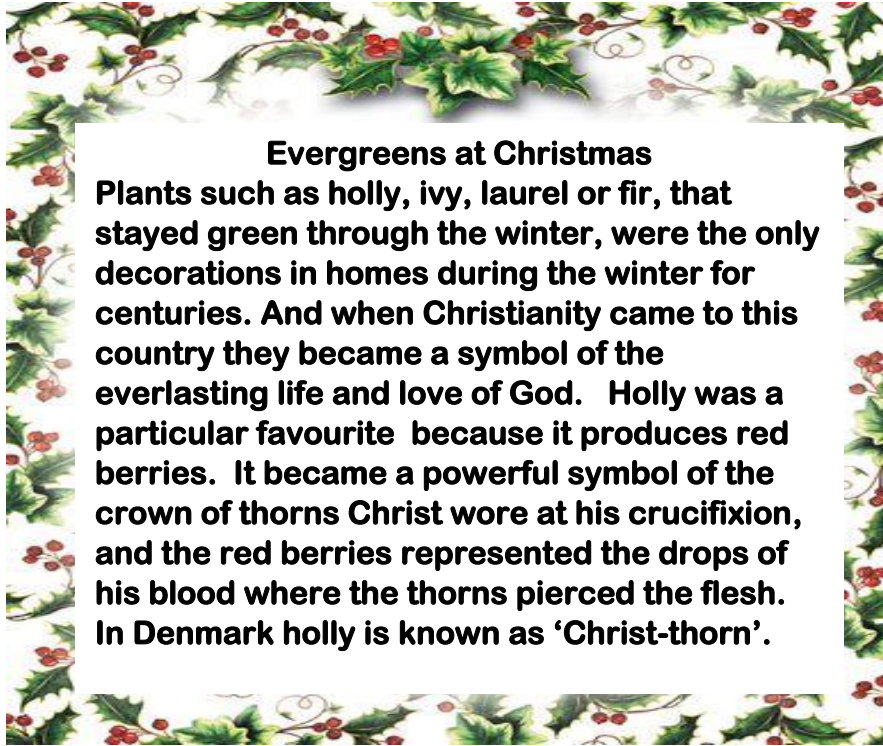 Evergreens at Christmas
Plants such as holly, ivy, laurel or fir, that
stayed green through the winter, were the only
decorations in homes during the winter for
centuries. And when Christianity came to this
country they became a symbol of the
everlasting life and love of God.   Holly was a
particular favourite  because it produces red
berries.  It became a powerful symbol of the
crown of thorns Christ wore at his crucifixion,
and the red berries represented the drops of
his blood where the thorns pierced the flesh.
In Denmark holly is known as ‘Christ-thorn’.